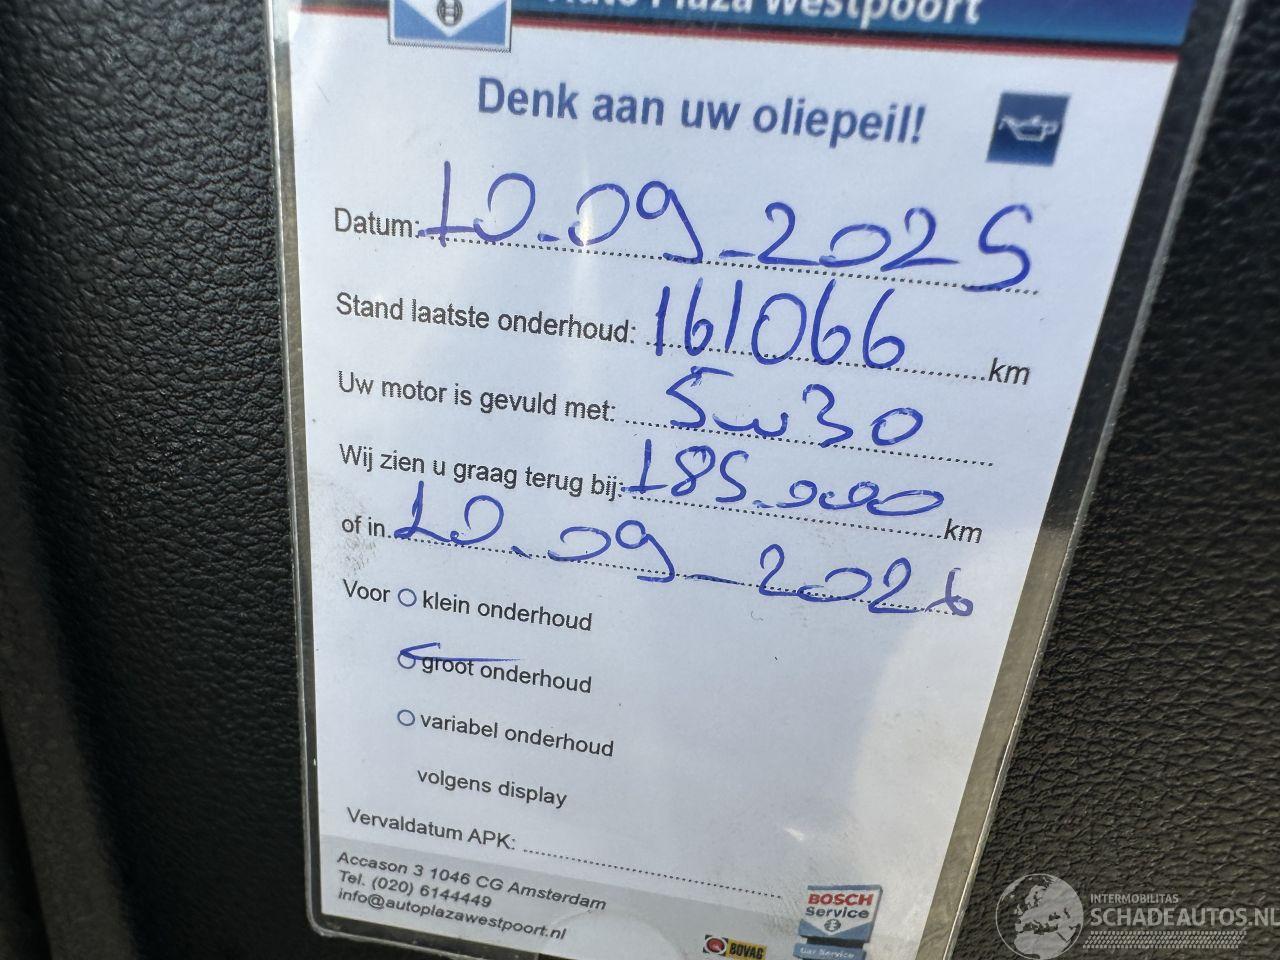 Auto Plaza Westpoort
Denk aan uw oliepeil!
Datum: 10-09-2025
Stand laatste onderhoud: 161066 km
Uw motor is gevuld met: 5w30
Wij zien u graag terug bij: 185.000 km
of in 10-09-2026
Voor klein onderhoud
groot onderhoud
variabel onderhoud
volgens display
Vervaldatum APK:
Accason 3 1046 CG Amsterdam
Tel. (020) 6144449
info@autoplazawestpoort.nl
BOSCH
Service
Car Service
BOVAG
INTERMOBILITAS
SCHADEAUTOS.NL